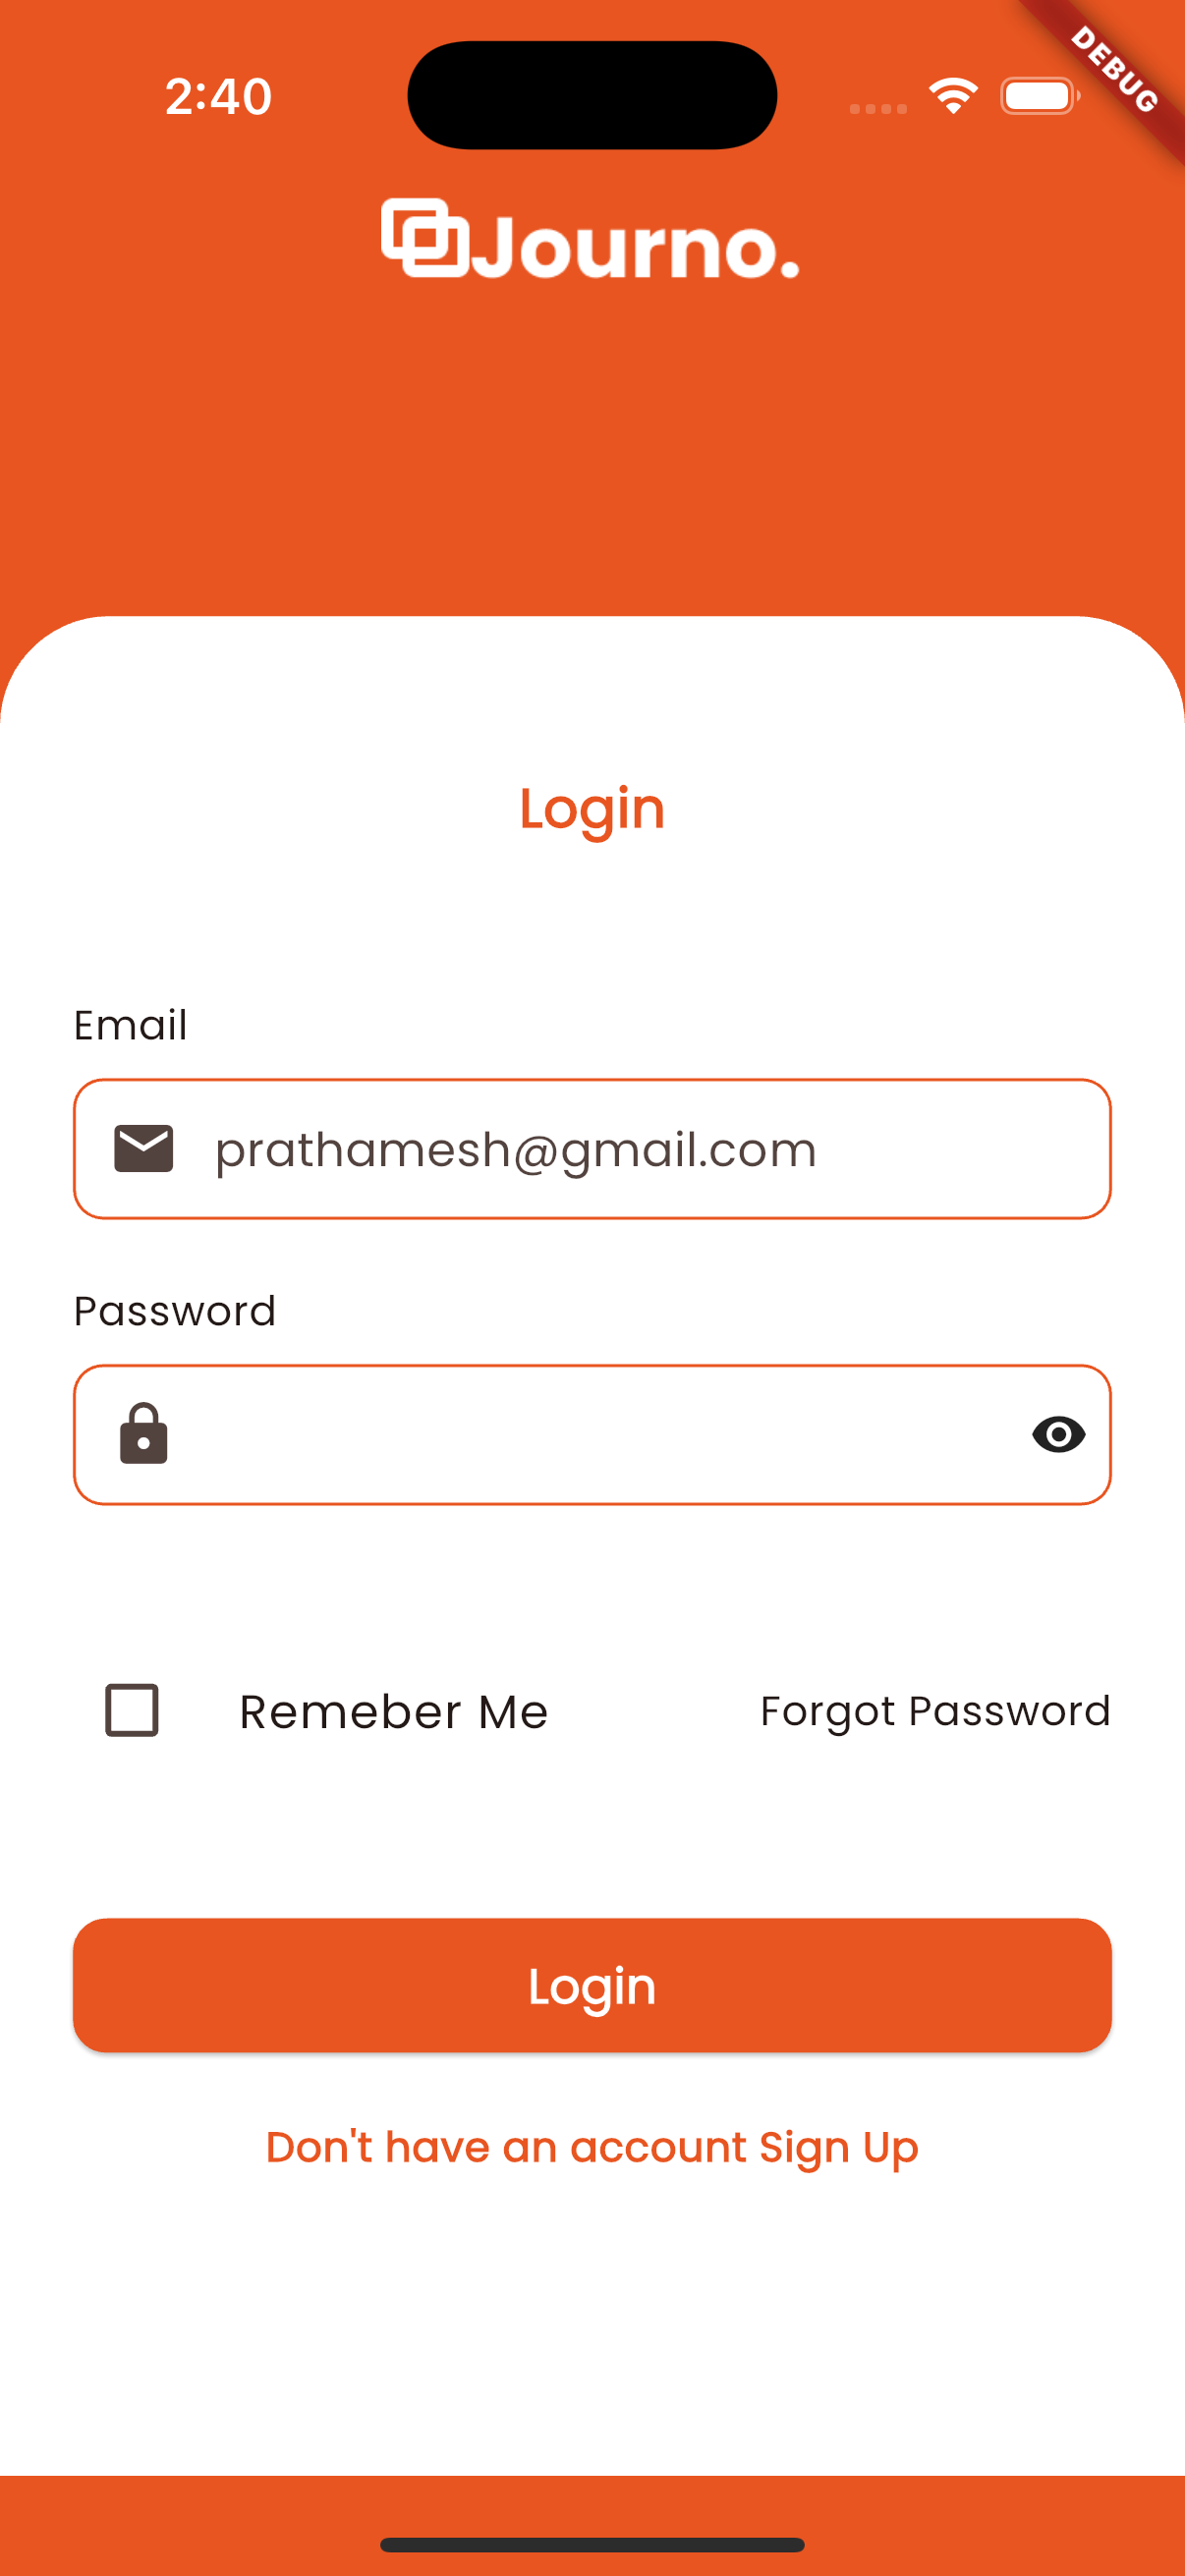 2:40
DEBUG
Journo.
Login
Email
prathamesh@gmail.com
Password
Remeber Me
Forgot Password
Login
Don't have an account Sign Up